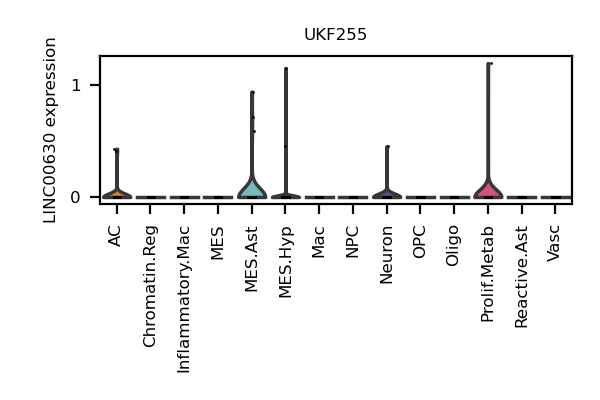 UKF255
LINC00630 expression
1
0
AC
Chromatin.Reg
Inflammatory.Mac
MES
MES.Ast
MES.Hyp
Mac
NPC
Neuron
OPC
Oligo
Prolif.Metab
Reactive.Ast
Vasc